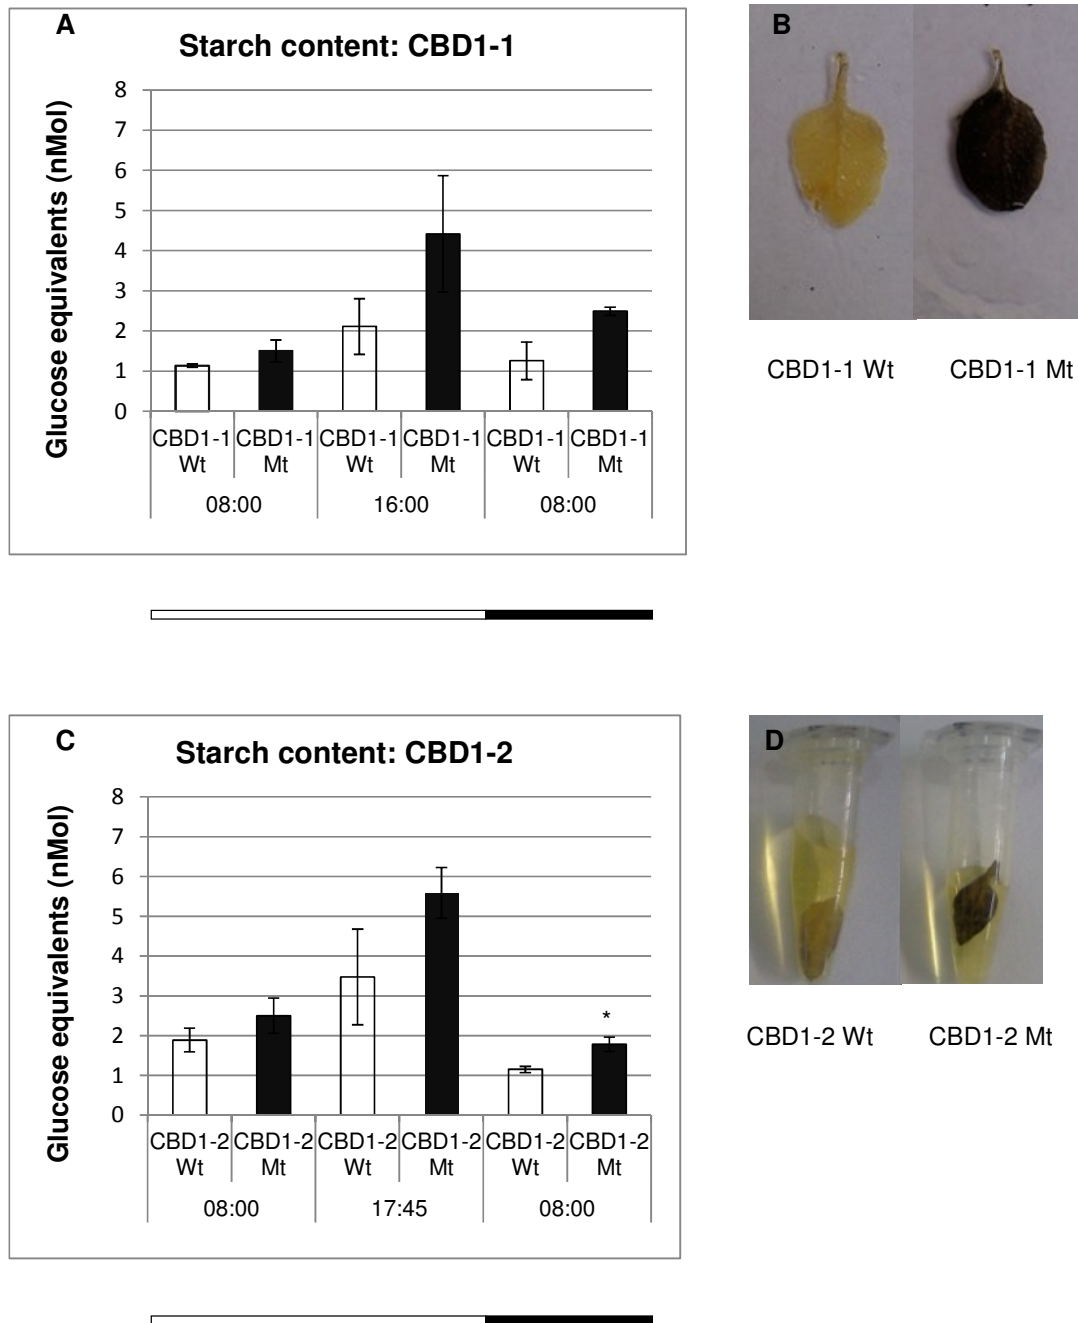 A
Starch content: CBD1-1
Glucose equivalents (nMol)
8
7
6
5
4
3
2
1
0
CBD1-1 CBD1-1 CBD1-1 CBD1-1 CBD1-1 CBD1-1
Wt Mt Wt Mt Wt Mt
08:00 16:00 08:00
B
CBD1-1 Wt CBD1-1 Mt
C
Starch content: CBD1-2
Glucose equivalents (nMol)
8
7
6
5
4
3
2
1
0
*
CBD1-2 CBD1-2 CBD1-2 CBD1-2 CBD1-2 CBD1-2
Wt Mt Wt Mt Wt Mt
08:00 17:45 08:00
D
CBD1-2 Wt CBD1-2 Mt